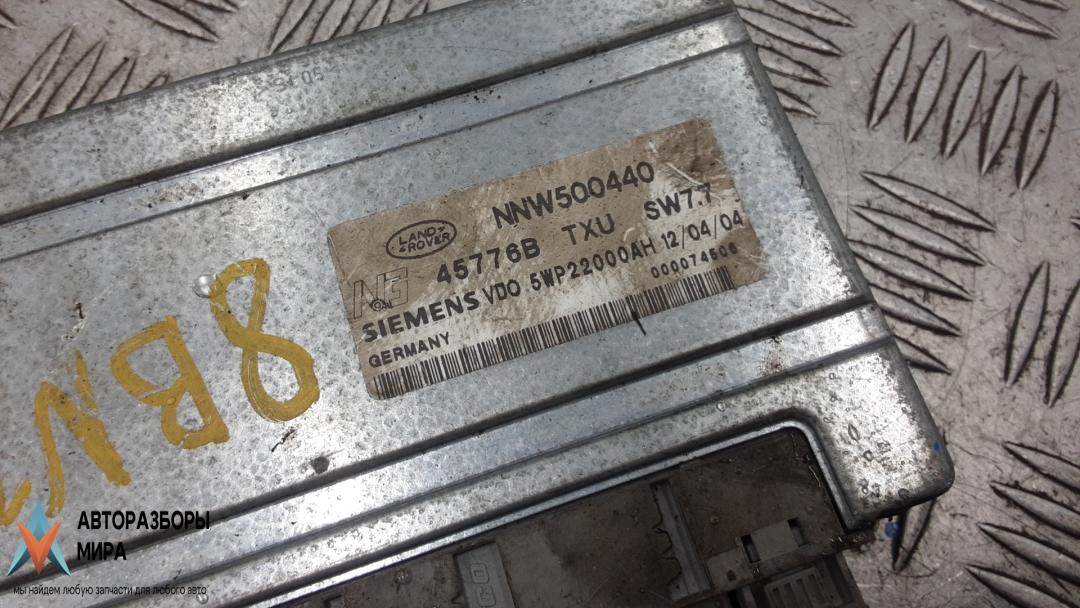 LAND ROVER
NNW500440
45776B TXU SW7.7
SIEMENS VDO 5WP22000AH 12/04/04
GERMANY 000074506
АВТОРАЗБОРЫ
МИРА
мы найдем любую запчасти для любого авто